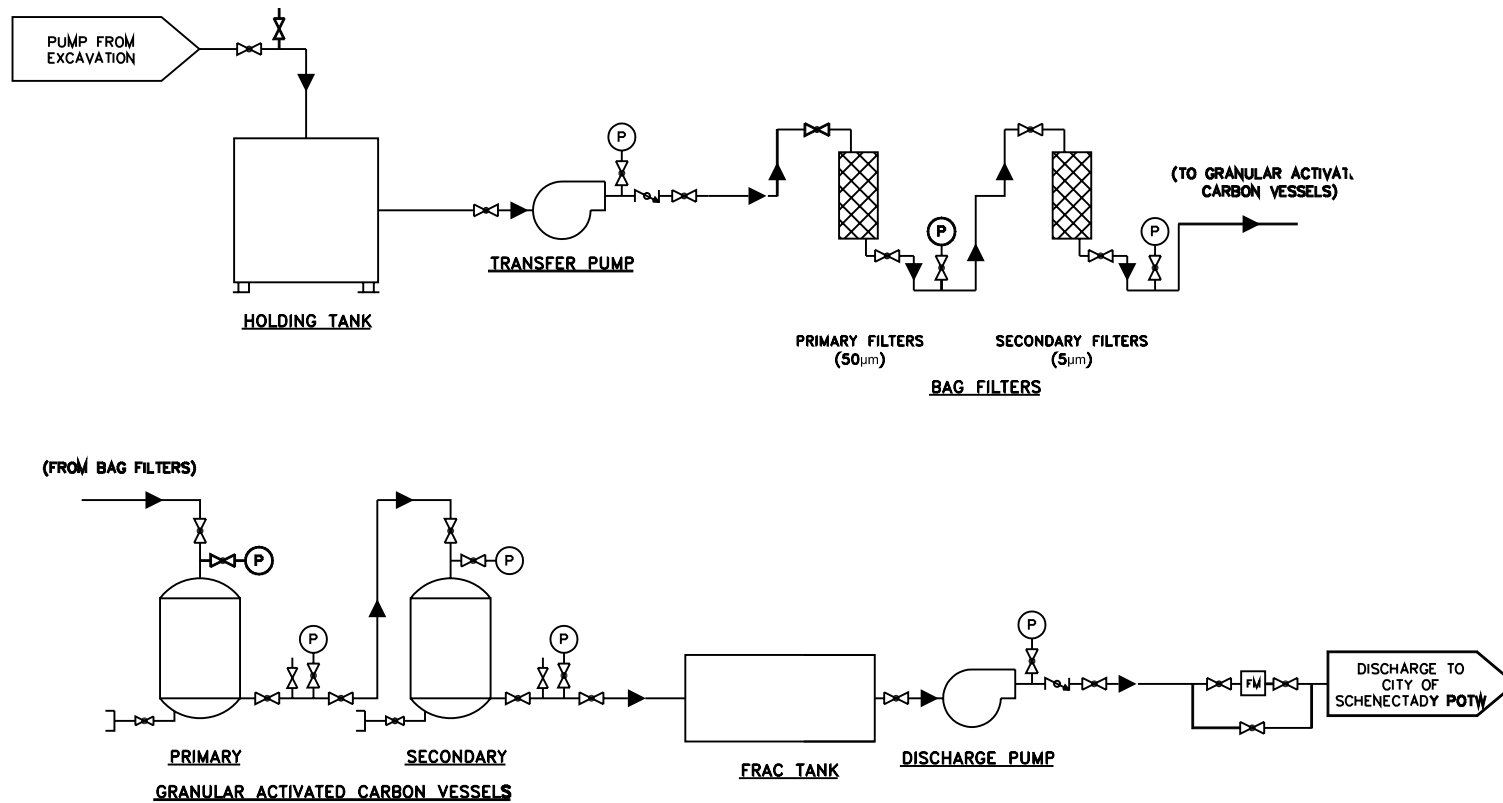 PUMP FROM
EXCAVATION
P
HOLDING TANK
TRANSFER PUMP
P
P
(TO GRANULAR
CARBON VESSELS)
PRIMARY FILTERS
(50µm)
SECONDARY FILTERS
(5µm)
BAG FILTERS
(FROM BAG FILTERS)
P
P
P
P
PRIMARY
SECONDARY
GRANULAR ACTIVATED CARBON VESSELS
FRAC TANK
P
DISCHARGE PUMP
FM
DISCHARGE TO
CITY OF
SCHENECTADY POTW